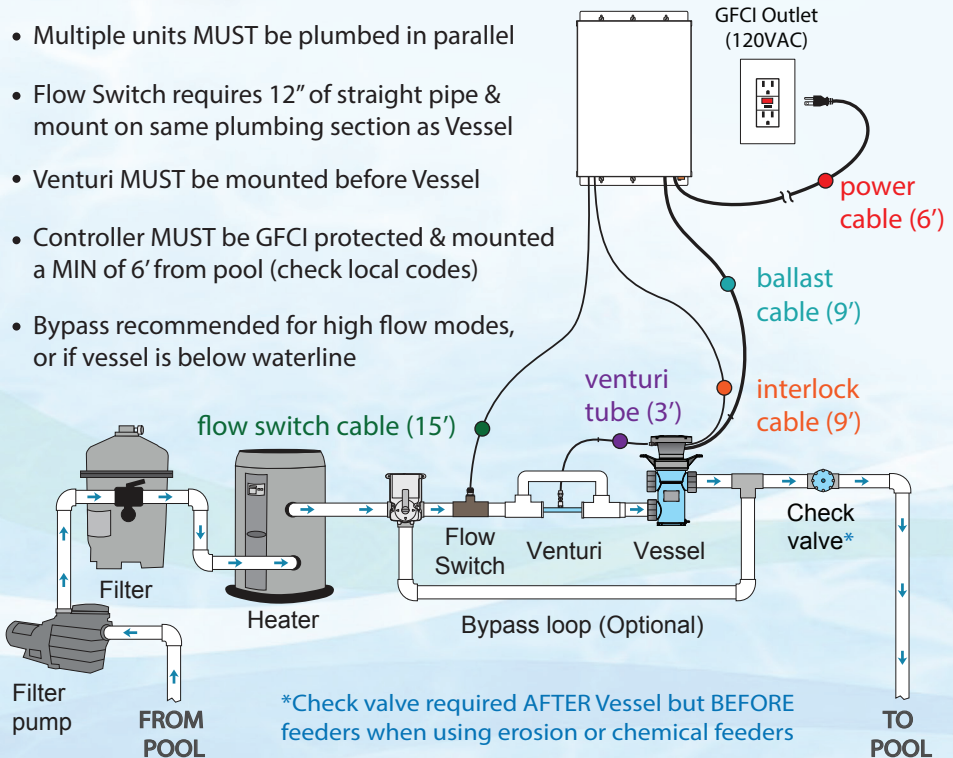 • Multiple units MUST be plumbed in parallel
• Flow Switch requires 12” of straight pipe &
mount on same plumbing section as Vessel
• Venturi MUST be mounted before Vessel
• Controller MUST be GFCI protected & mounted
a MIN of 6’ from pool (check local codes)
• Bypass recommended for high flow modes,
or if vessel is below waterline
GFCI Outlet
(120VAC)
power
cable (6’)
ballast
cable (9’)
interlock
cable (9’)
venturi
tube (3’)
flow switch cable (15’)
Filter
Heater
Flow
Switch
Venturi
Vessel
Check
valve*
Bypass loop (Optional)
Filter
pump
FROM
POOL
*Check valve required AFTER Vessel but BEFORE
feeders when using erosion or chemical feeders
TO
POOL